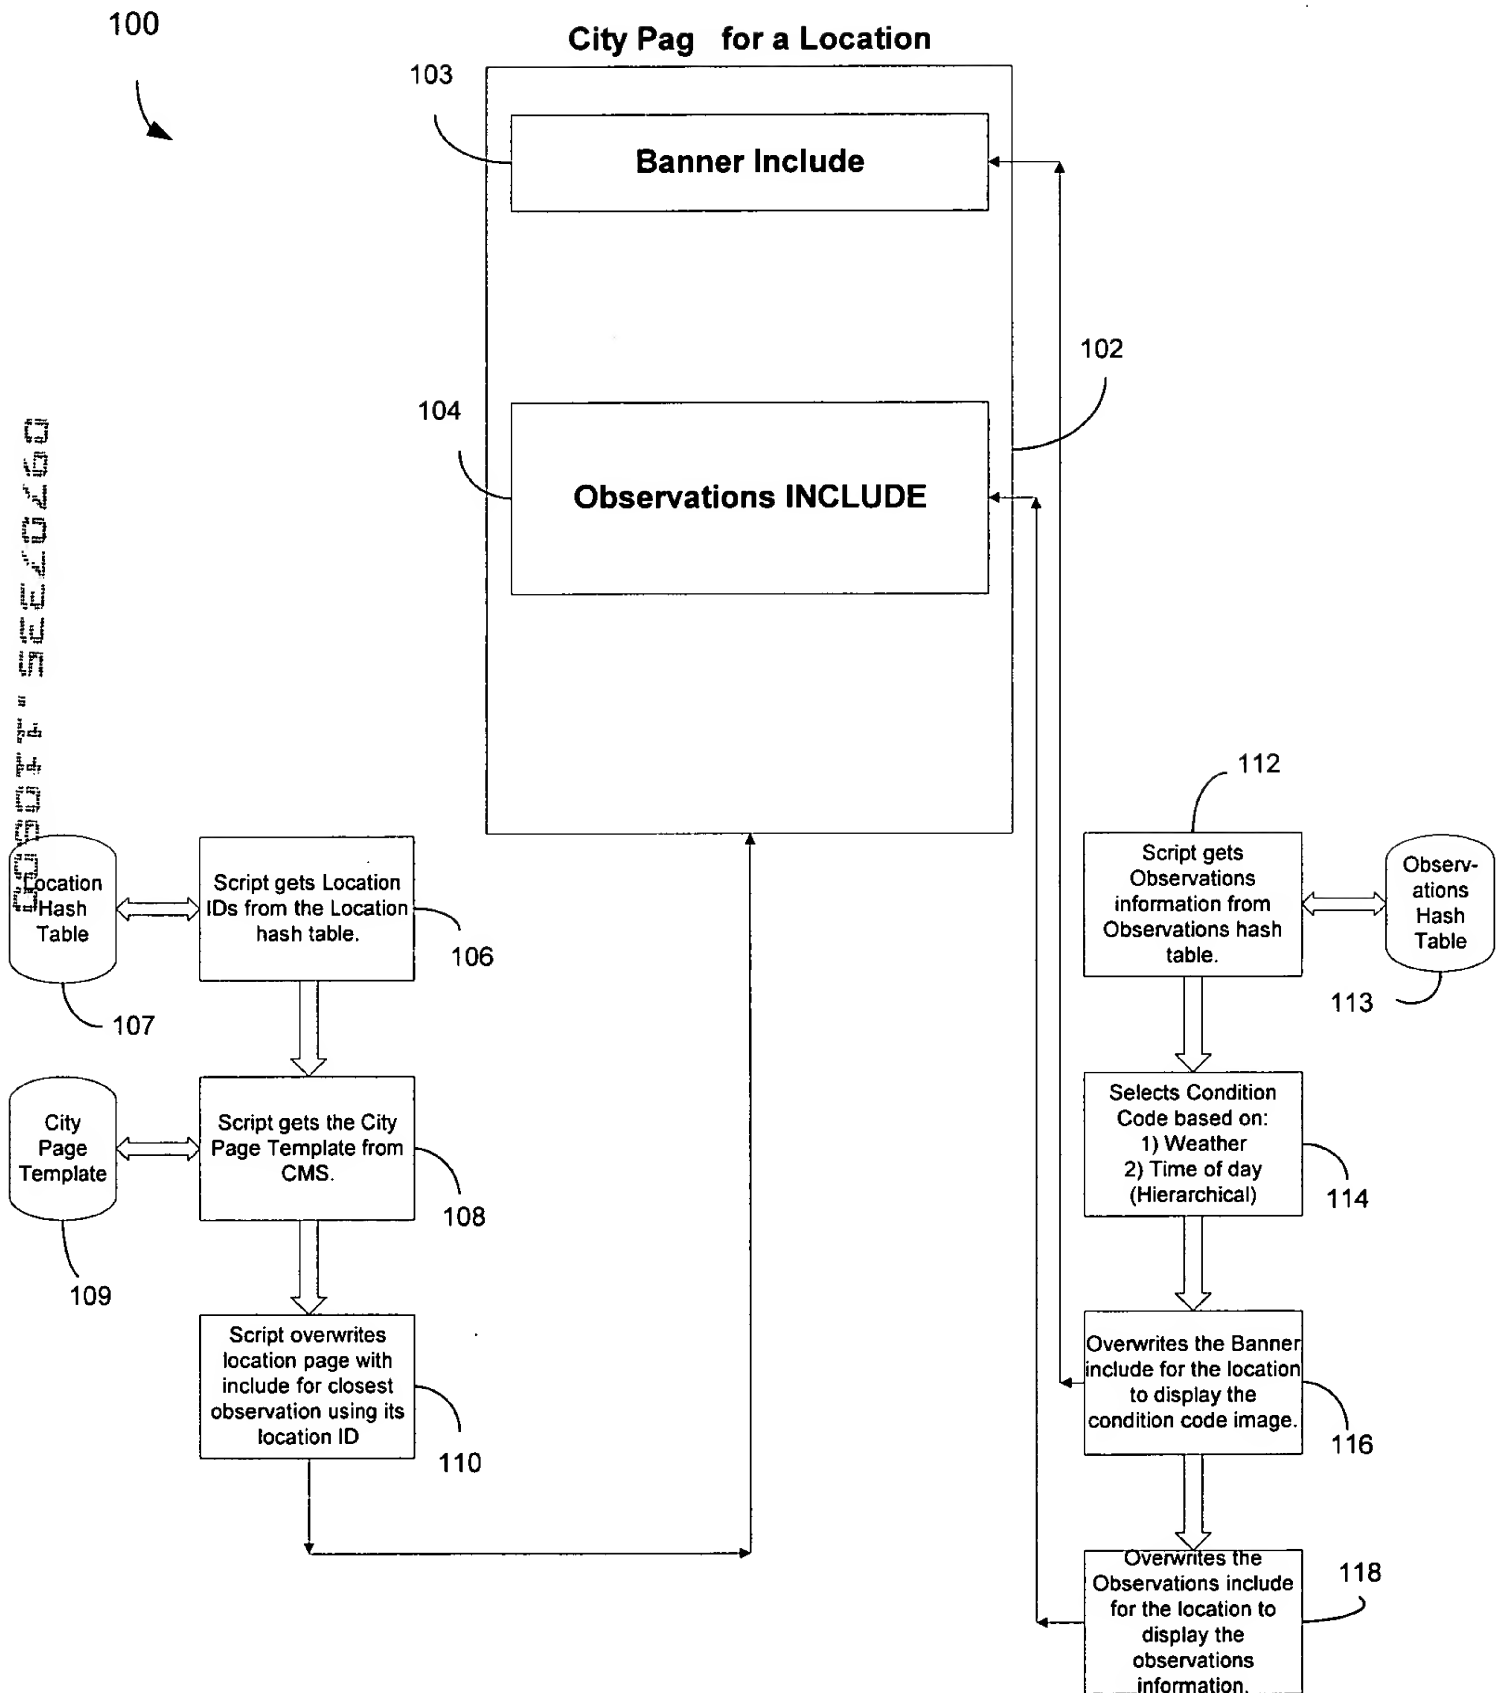 100
City Pag for a Location
103
Banner Include
102
104
Observations INCLUDE
112
Location
Hash
Table
Script gets Location
IDs from the Location
hash table.
106
107
Script gets
Observations
information from
Observations hash
table.
Observ-
ations
Hash
Table
113
City
Page
Template
Script gets the City
Page Template from
CMS.
108
109
Selects Condition
Code based on:
1) Weather
2) Time of day
(Hierarchical)
114
Script overwrites
location page with
include for closest
observation using its
location ID
110
Overwrites the Banner
include for the location
to display the
condition code image.
116
Overwrites the
Observations include
for the location to
display the
observations
information.
118